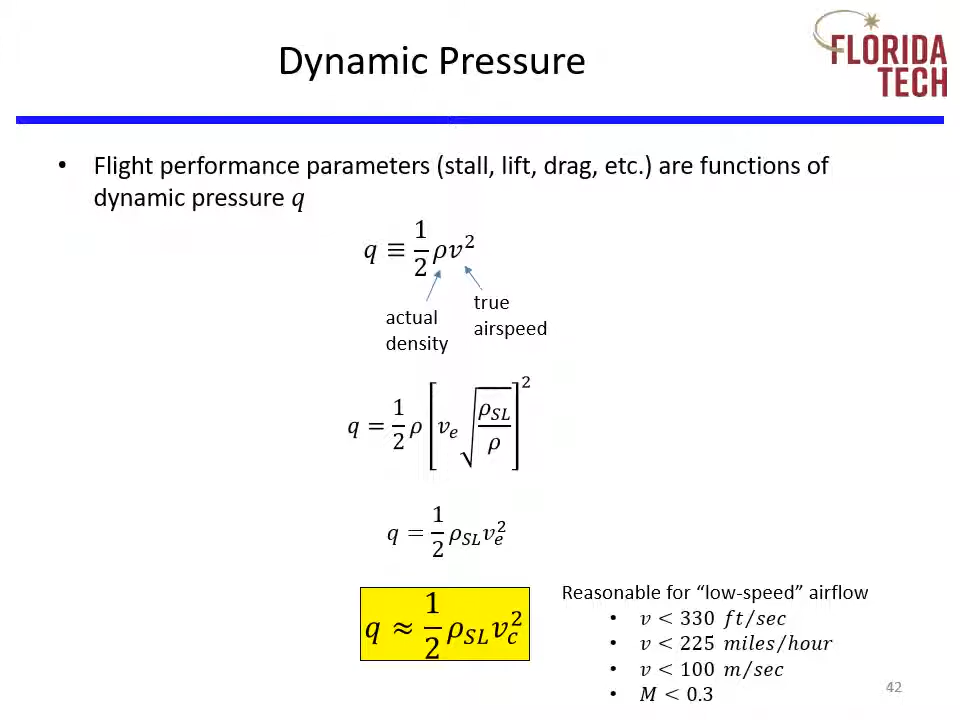 Dynamic Pressure
FLORIDA
TECH
• Flight performance parameters (stall, lift, drag, etc.) are functions of
dynamic pressure q
q ≡ 1/2 ρv²
actual
density
true
airspeed
q = 1/2 ρ [v_e √(ρ_SL/ρ)]²
q = 1/2 ρ_SL v_e²
q ≈ 1/2 ρ_SL v_c²
Reasonable for “low-speed” airflow
• v < 330 ft/sec
• v < 225 miles/hour
• v < 100 m/sec
• M < 0.3
42